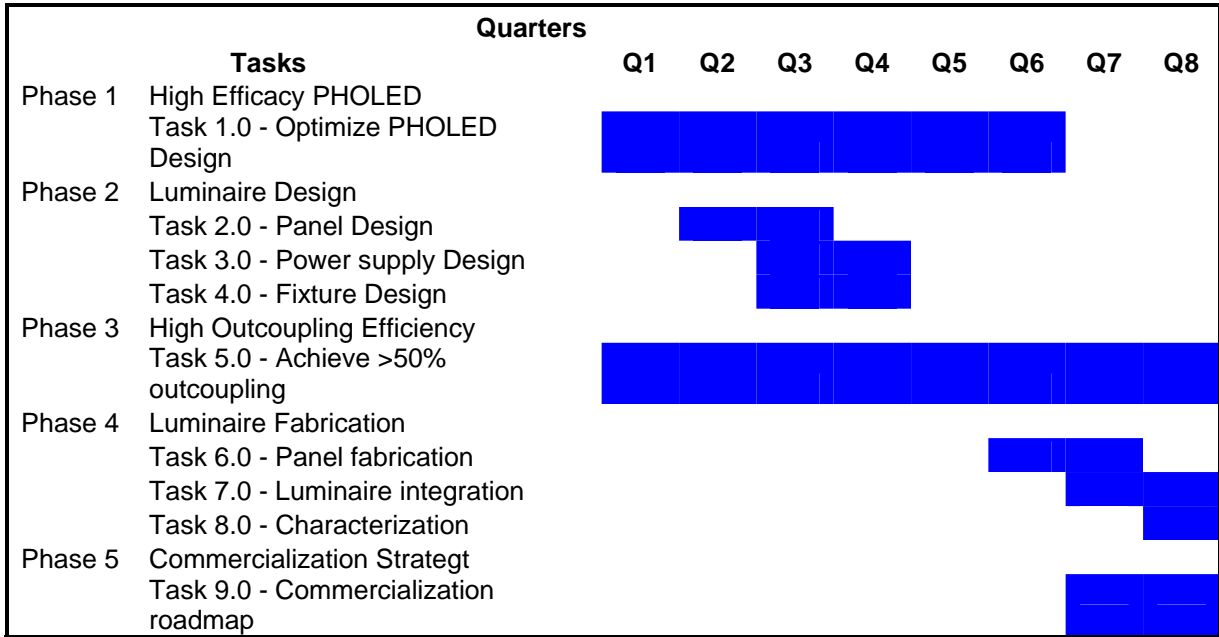 Quarters
Tasks Q1 Q2 Q3 Q4 Q5 Q6 Q7 Q8
Phase 1 High Efficacy PHOLED
Task 1.0 - Optimize PHOLED
Design
Phase 2 Luminaire Design
Task 2.0 - Panel Design
Task 3.0 - Power supply Design
Task 4.0 - Fixture Design
Phase 3 High Outcoupling Efficiency
Task 5.0 - Achieve >50%
outcoupling
Phase 4 Luminaire Fabrication
Task 6.0 - Panel fabrication
Task 7.0 - Luminaire integration
Task 8.0 - Characterization
Phase 5 Commercialization Strategt
Task 9.0 - Commercialization
roadmap